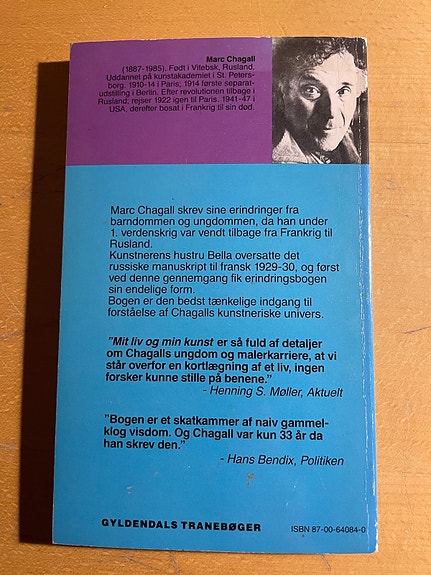 Marc Chagall
(1887-1985). Født i Vitebsk, Rusland.
Uddannet på kunstakademiet i St. Peters-
borg. 1910-14 i Paris; 1914 første separat-
udstilling i Berlin. Efter revolutionen tilbage i
Rusland; rejser 1922 igen til Paris. 1941-47 i
USA, derefter bosat i Frankrig til sin død.
Marc Chagall skrev sine erindringer fra
barndommen og ungdommen, da han under
1. verdenskrig var vendt tilbage fra Frankrig til
Rusland.
Kunstnerens hustru Bella oversatte det
russiske manuskript til fransk 1929-30, og først
ved denne gennemgang fik erindringsbogen
sin endelige form.
Bogen er den bedst tænkelige indgang til
forståelse af Chagalls kunstneriske univers.
"Mit liv og min kunst er så fuld af detaljer
om Chagalls ungdom og malerkarriere, at vi
står overfor en kortlægning af et liv, ingen
forsker kunne stille på benene."
- Henning S. Møller, Aktuelt
"Bogen er et skatkammer af naiv gammel-
klog visdom. Og Chagall var kun 33 år da
han skrev den."
- Hans Bendix, Politiken
GYLDENDALS TRANEBØGER
ISBN 87-00-64084-0